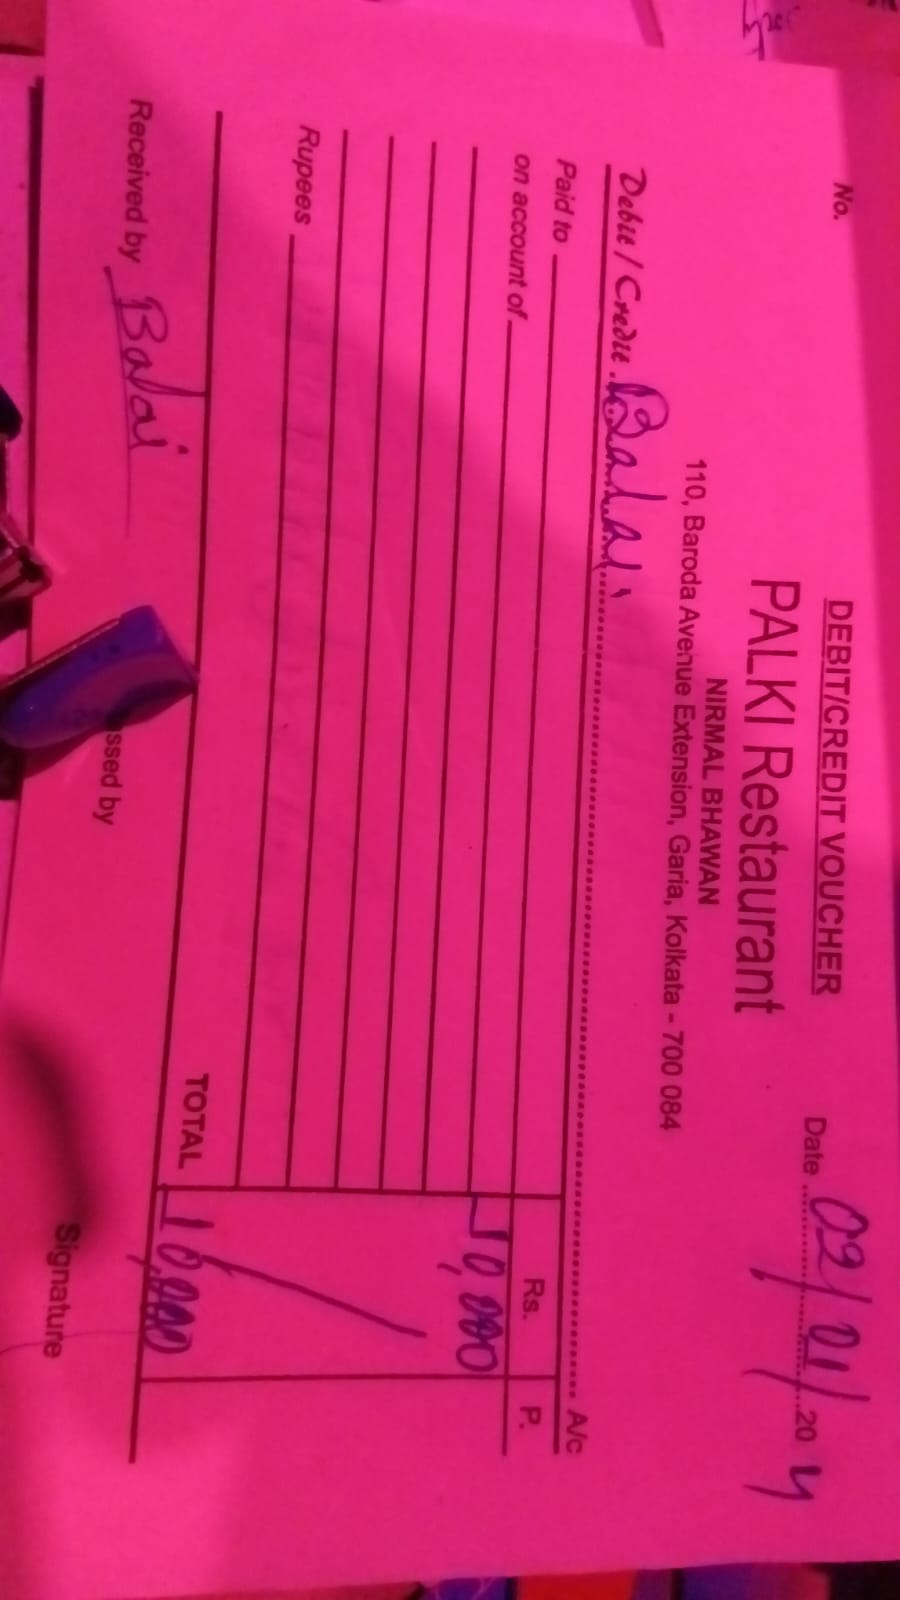 No.
DEBIT/CREDIT VOUCHER
PALKI Restaurant
Date 02/01/20 4
NIRMAL BHAWAN
110, Baroda Avenue Extension, Garia, Kolkata - 700 084
Debit / Credit Balai A/c
Paid to Rs. P.
on account of 10,000
Rupees
TOTAL 10,000
Received by Balai ssed by Signature